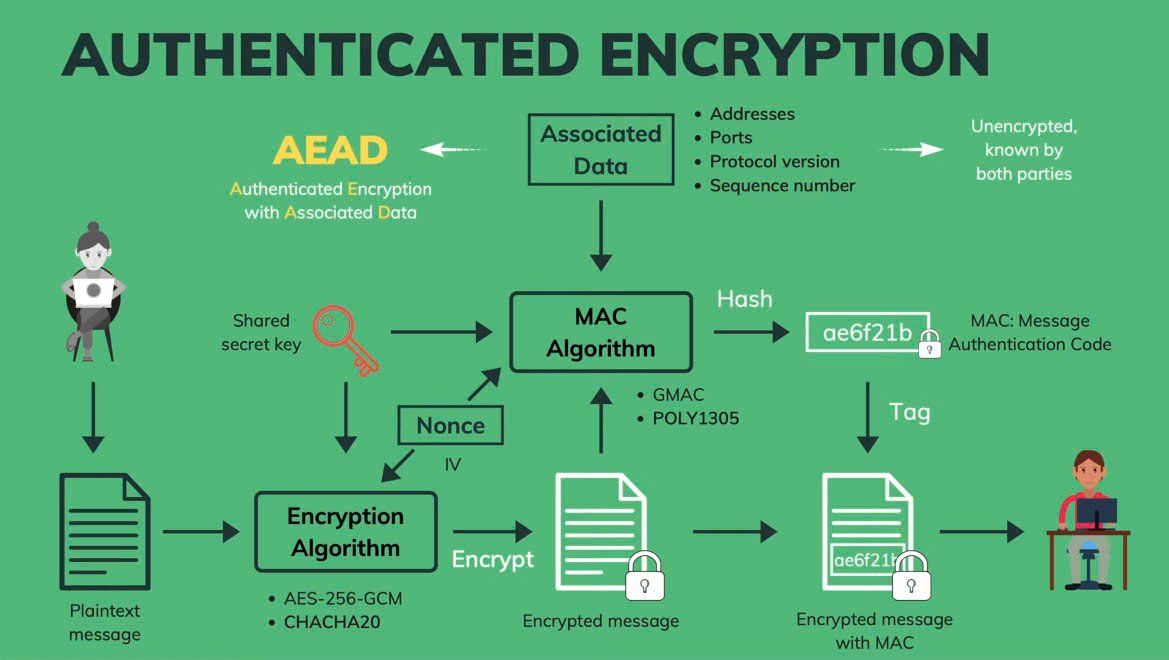 AUTHENTICATED ENCRYPTION
AEAD
Authenticated Encryption
with Associated Data
Associated
Data
• Addresses
• Ports
• Protocol version
• Sequence number
Unencrypted,
known by
both parties
Shared
secret key
MAC
Algorithm
Hash
ae6f21b
MAC: Message
Authentication Code
• GMAC
• POLY1305
Tag
Nonce
IV
Plaintext
message
Encryption
Algorithm
• AES-256-GCM
• CHACHA20
Encrypt
Encrypted message
ae6f21b
Encrypted message
with MAC